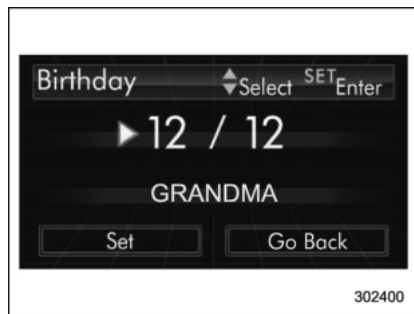 Birthday Select SET Enter
12 / 12
GRANDMA
Set Go Back
302400